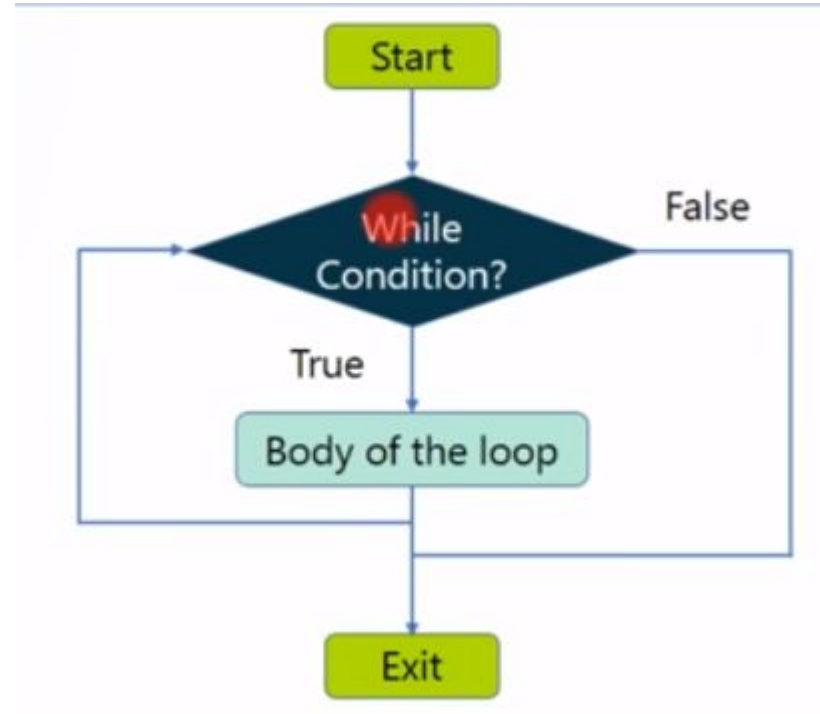 Start
While
Condition?
False
True
Body of the loop
Exit